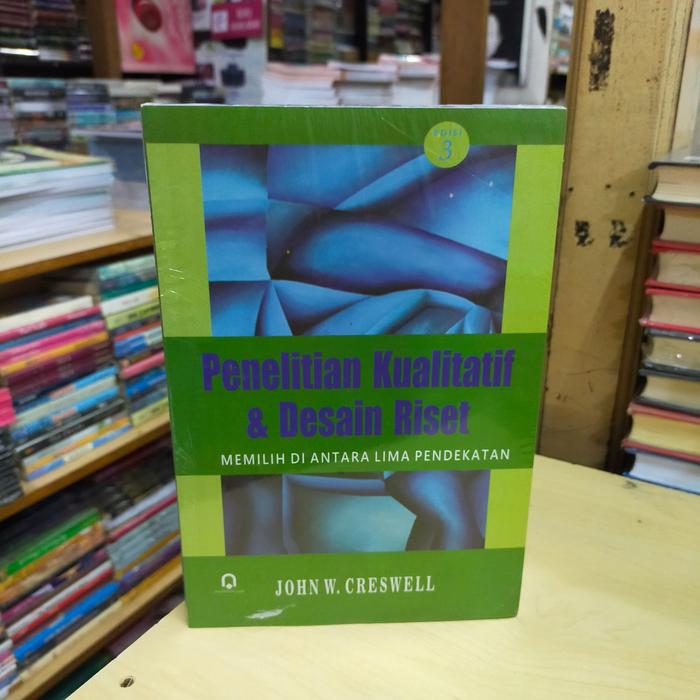 EDISI
3
Penelitian Kualitatif
& Desain Riset
MEMILIH DI ANTARA LIMA PENDEKATAN
JOHN W. CRESWELL